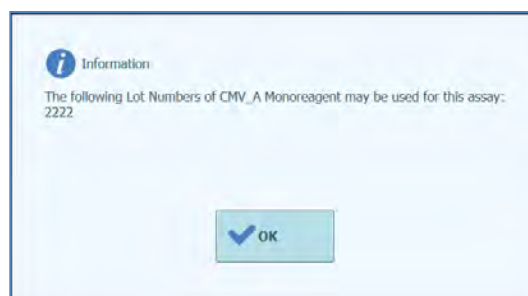 Information
The following Lot Numbers of CMV_A Monoreagent may be used for this assay:
2222
OK